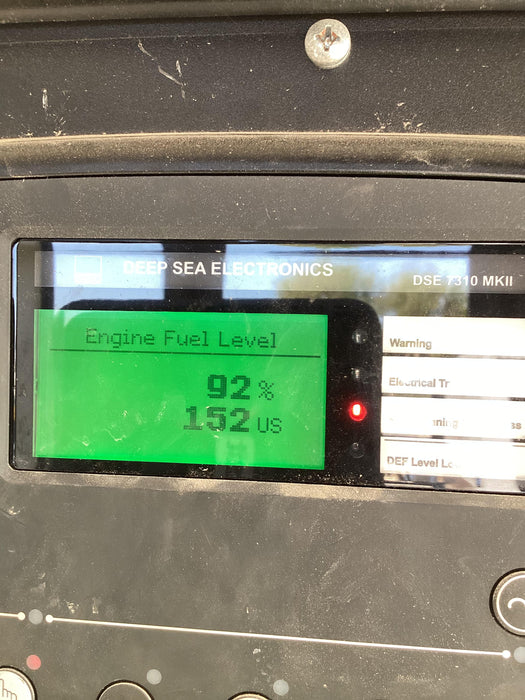 DEEP SEA ELECTRONICS
DSE 7310 MKII
Engine Fuel Level
92 %
152 US
Warning
Electrical Tr
DEF Level